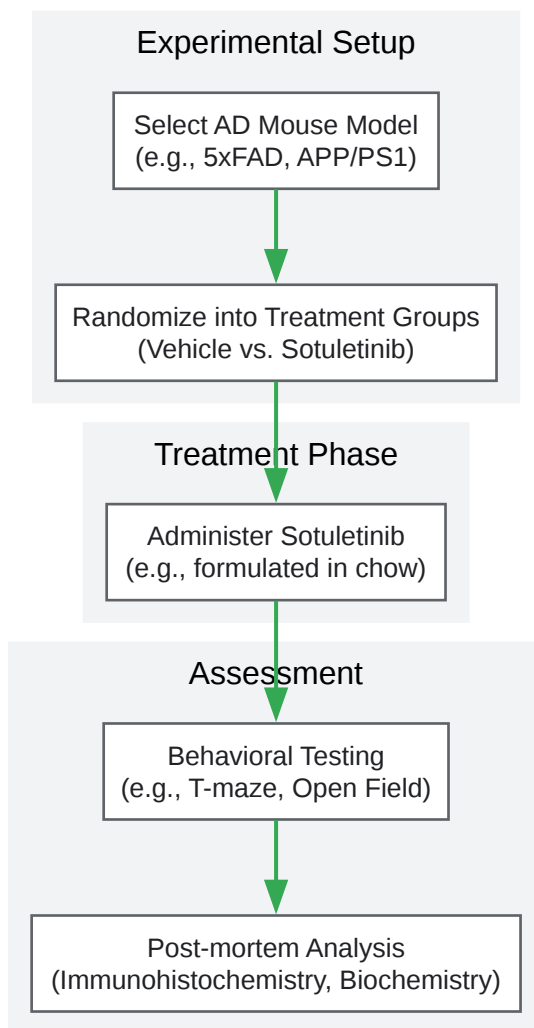 Experimental Setup
Select AD Mouse Model
(e.g., 5xFAD, APP/PS1)
Randomize into Treatment Groups
(Vehicle vs. Sotuletinib)
Treatment Phase
Administer Sotuletinib
(e.g., formulated in chow)
Assessment
Behavioral Testing
(e.g., T-maze, Open Field)
Post-mortem Analysis
(Immunohistochemistry, Biochemistry)